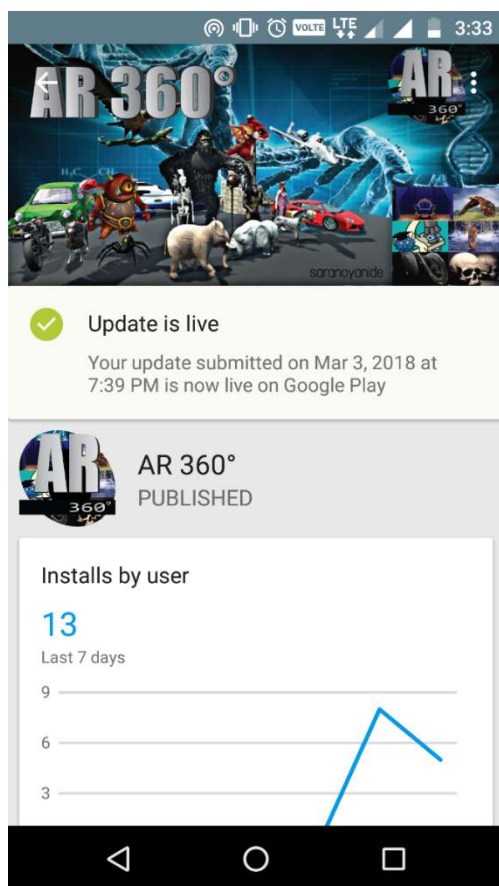 VOLTE LTE 3:33
AR 360°
AR
360°
H₃C CH
saranoyanide
Update is live
Your update submitted on Mar 3, 2018 at
7:39 PM is now live on Google Play
AR
360°
AR 360°
PUBLISHED
Installs by user
13
Last 7 days
9
6
3